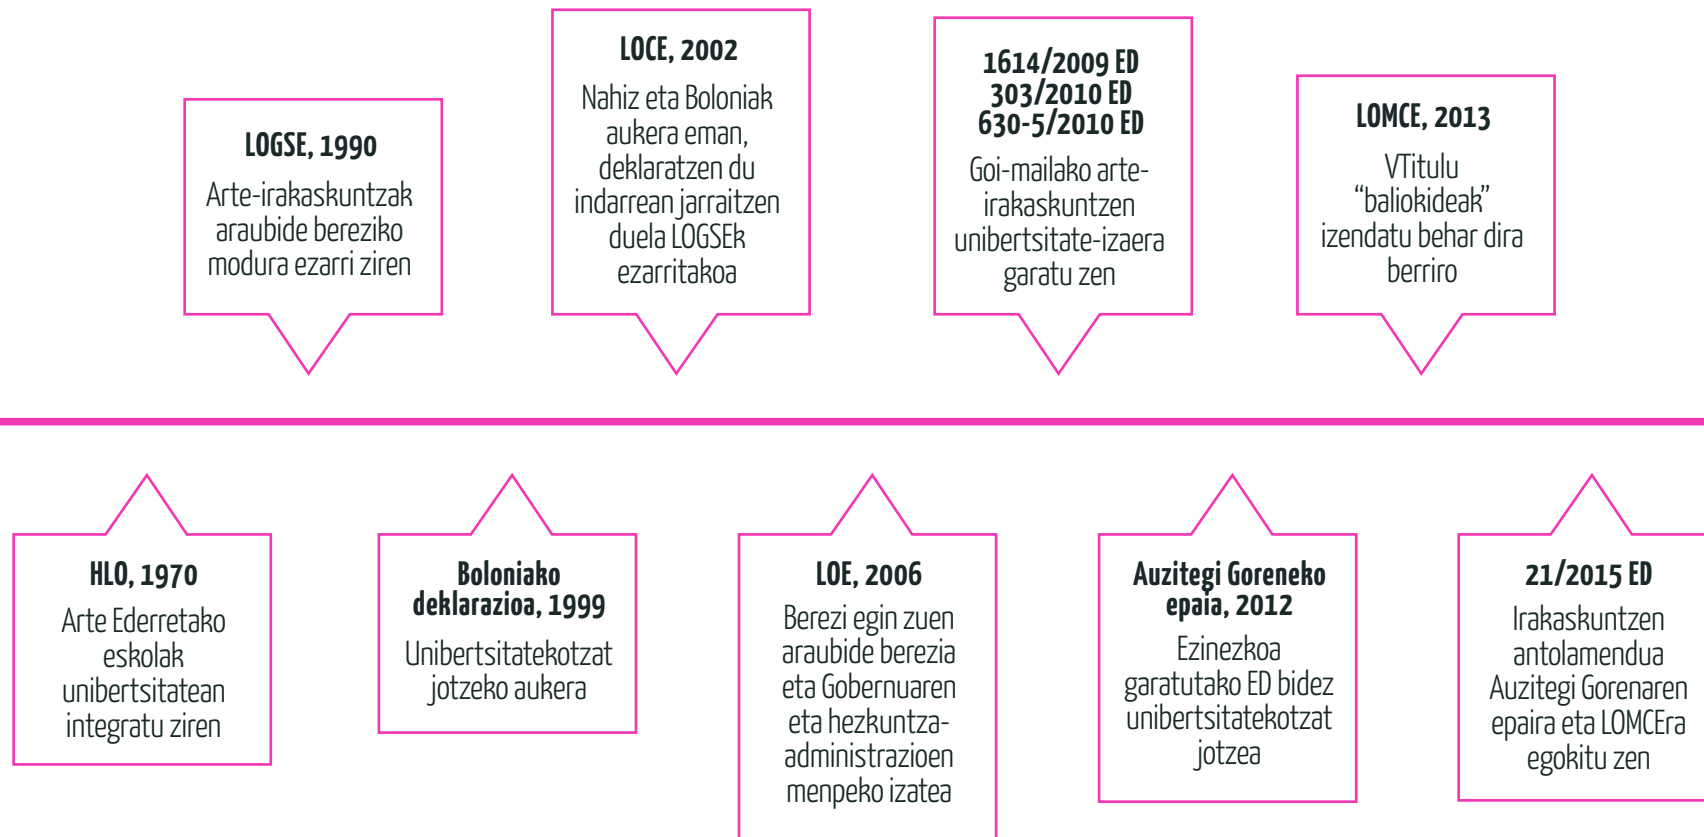 LOGSE, 1990
Arte-irakaskuntzak
araubide bereziko
modura ezarri ziren
LOCE, 2002
Nahiz eta Boloniak
aukera eman,
deklaratzen du
indarrean jarraitzen
duela LOGSEk
ezarritakoa
1614/2009 ED
303/2010 ED
630-5/2010 ED
Goi-mailako arte-
irakaskuntzen
unibertsitate-izaera
garatu zen
LOMCE, 2013
VTitulu
“baliokideak”
izendatu behar dira
berriro
HLO, 1970
Arte Ederretako
eskolak
unibertsitatean
integratu ziren
Boloniako
deklarazioa, 1999
Unibertsitatekotzat
jotzeko aukera
LOE, 2006
Berezi egin zuen
araubide berezia
eta Gobernuaren
eta hezkuntza-
administrazioen
menpeko izatea
Auzitegi Goreneko
epaia, 2012
Ezinezkoa
garatutako ED bidez
unibertsitatekotzat
jotzea
21/2015 ED
Irakaskuntzen
antolamendua
Auzitegi Gorenaren
epaira eta LOMCEra
egokitu zen